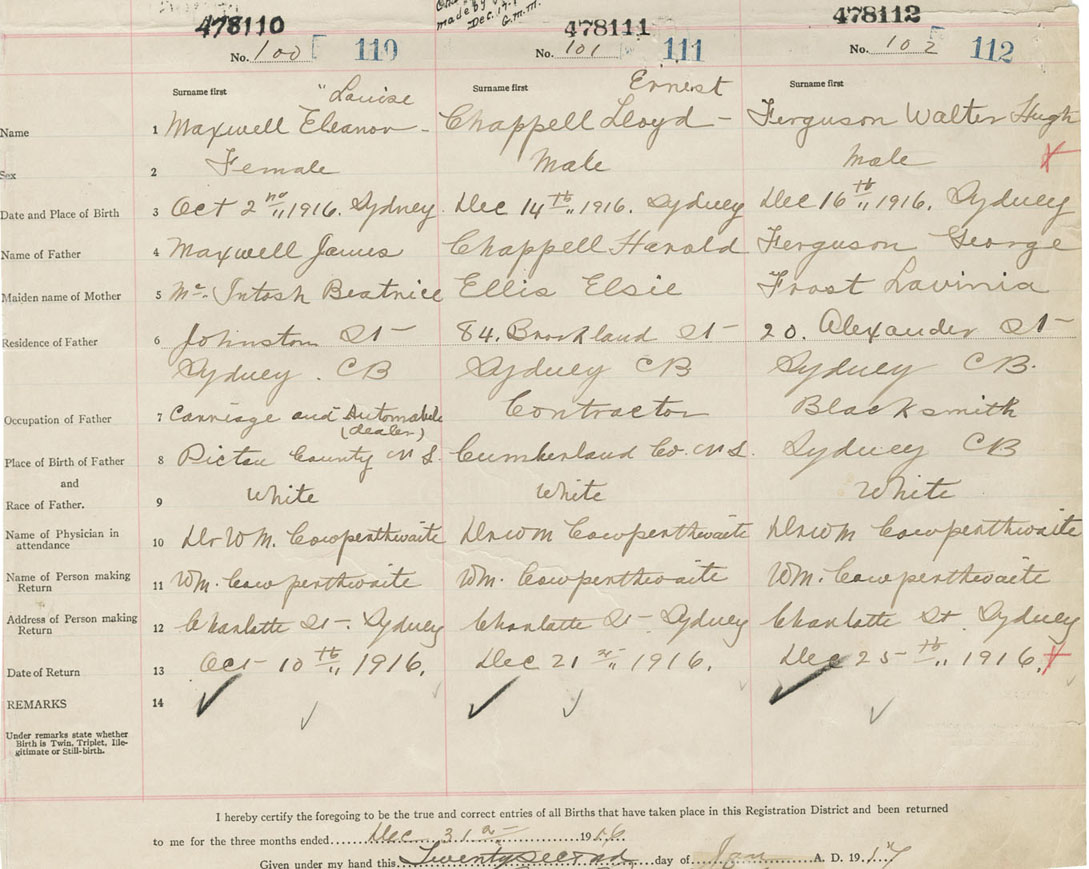 478110
made by
Dec. 19.
G.m.m.
478111
478112
No. 100
119
No. 101
111
No. 102
112
Surname first
Surname first
Surname first
"Louise
Ernest
Name 1 Maxwell Eleanor - Chappell Lloyd - Ferguson Walter Hugh
Sex 2 Female Male Male X
Date and Place of Birth 3 Oct 2nd,, 1916. Sydney Dec 14th,, 1916. Sydney Dec 16th,, 1916. Sydney
Name of Father 4 Maxwell James Chappell Harold Ferguson George
Maiden name of Mother 5 Mc. Intosh Beatrice Ellis Elsie Frost Lavinia
Residence of Father 6 Johnston St 84. Brookland St 20. Alexander St
Sydney. CB Sydney CB Sydney CB.
Occupation of Father 7 Carriage and Automobile Contractor Blacksmith
(dealer)
Place of Birth of Father 8 Pictou County N S. Cumberland Co. N S. Sydney CB
and
Race of Father. 9 White White White
Name of Physician in
attendance 10 Dr W M. Cowperthwaite Dr W M Cowperthwaite Dr W M Cowperthwaite
Name of Person making
Return 11 WM. Cowperthwaite WM. Cowperthwaite WM. Cowperthwaite
Address of Person making
Return 12 Charlotte St. Sydney Charlotte St Sydney Charlotte St Sydney
Date of Return 13 Oct 10th,, 1916. Dec 21st,, 1916. Dec 25th,, 1916. X
REMARKS 14
Under remarks state whether
Birth is Twin, Triplet, Ille-
gitimate or Still-birth.
I hereby certify the foregoing to be the true and correct entries of all Births that have taken place in this Registration District and been returned
to me for the three months ended Dec 31st 1916
Given under my hand this Twenty second day of Jan A. D. 1917